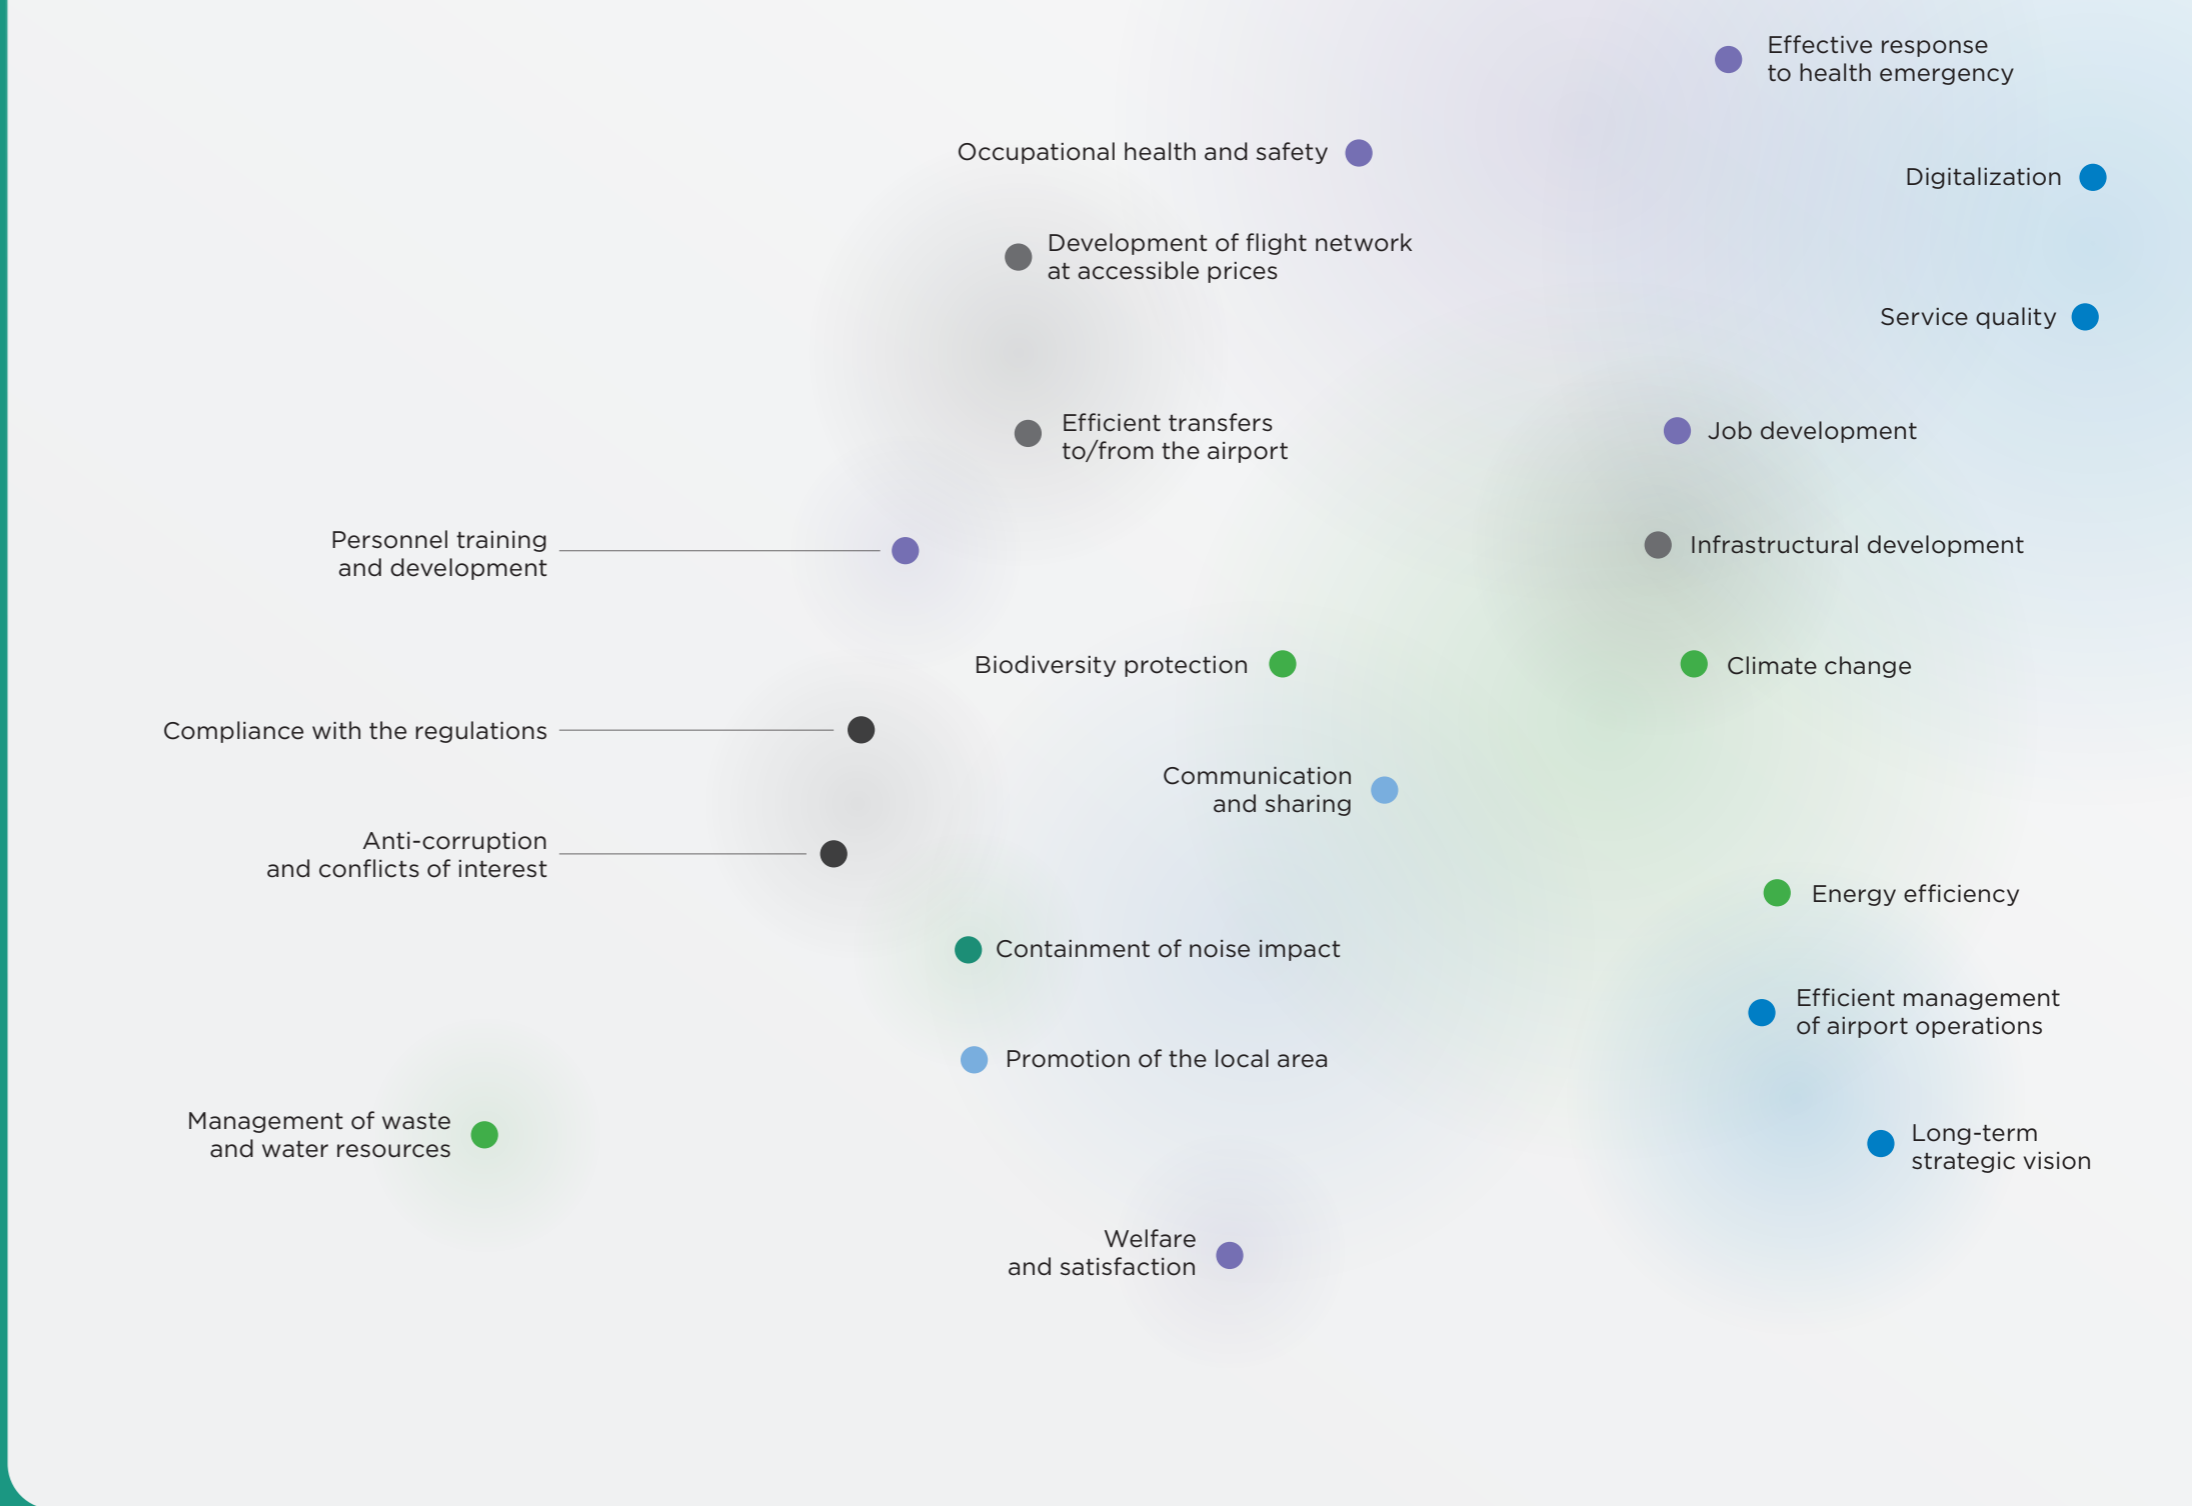 Effective response
to health emergency
Occupational health and safety
Digitalization
Development of flight network
at accessible prices
Service quality
Efficient transfers
to/from the airport
Job development
Personnel training
and development
Infrastructural development
Biodiversity protection
Climate change
Compliance with the regulations
Communication
and sharing
Anti-corruption
and conflicts of interest
Energy efficiency
Containment of noise impact
Efficient management
of airport operations
Promotion of the local area
Management of waste
and water resources
Long-term
strategic vision
Welfare
and satisfaction